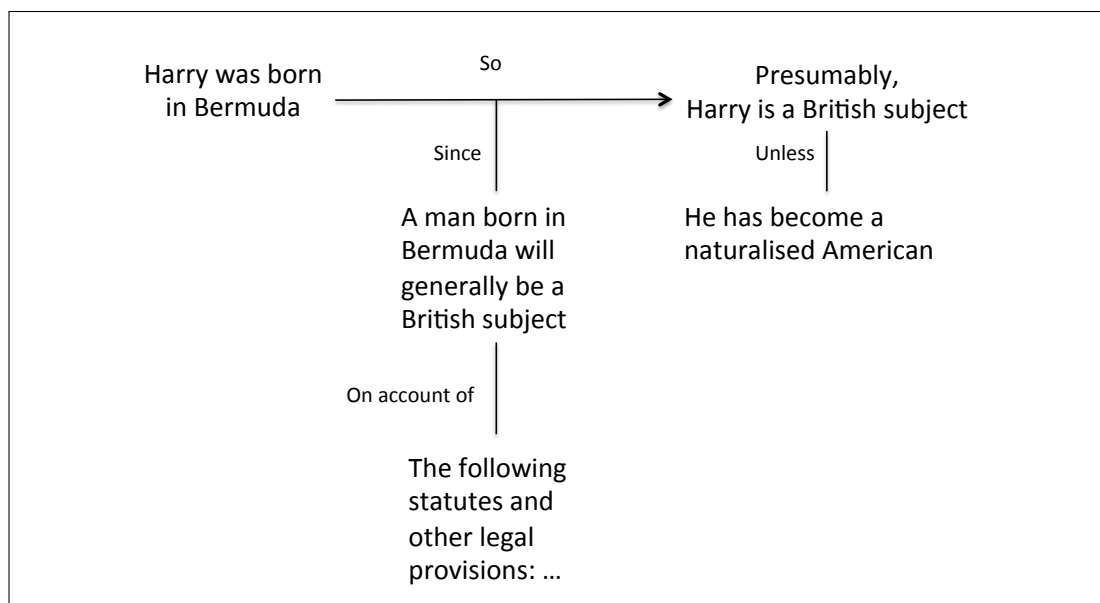 Harry was born
in Bermuda
So
Presumably,
Harry is a British subject
Since
Unless
A man born in
Bermuda will
generally be a
British subject
He has become a
naturalised American
On account of
The following
statutes and
other legal
provisions: ...